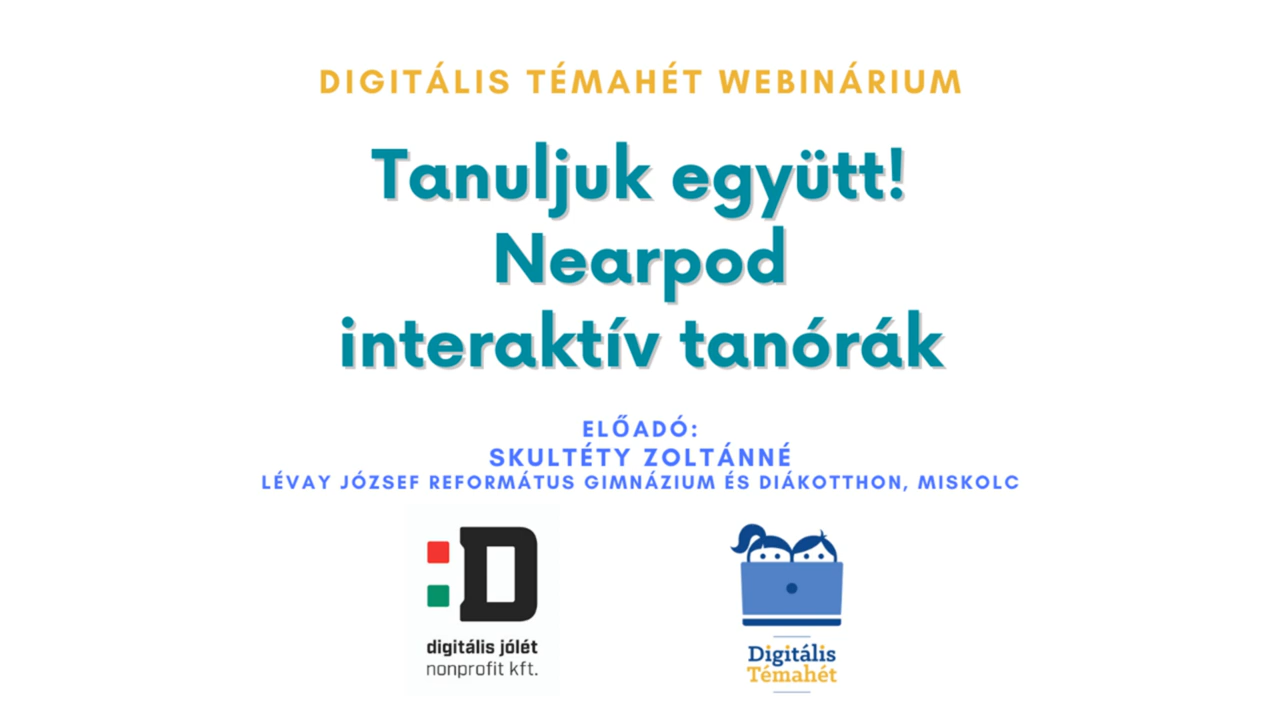 DIGITÁLIS TÉMAHÉT WEBINÁRIUM
Tanuljuk együtt!
Nearpod
interaktív tanórák
ELŐADÓ:
SKULTÉTY ZOLTÁNNÉ
LÉVAY JÓZSEF REFORMÁTUS GIMNÁZIUM ÉS DIÁKOTTHON, MISKOLC
:D
digitális jólét
nonprofit kft.
Digitális
Témahét